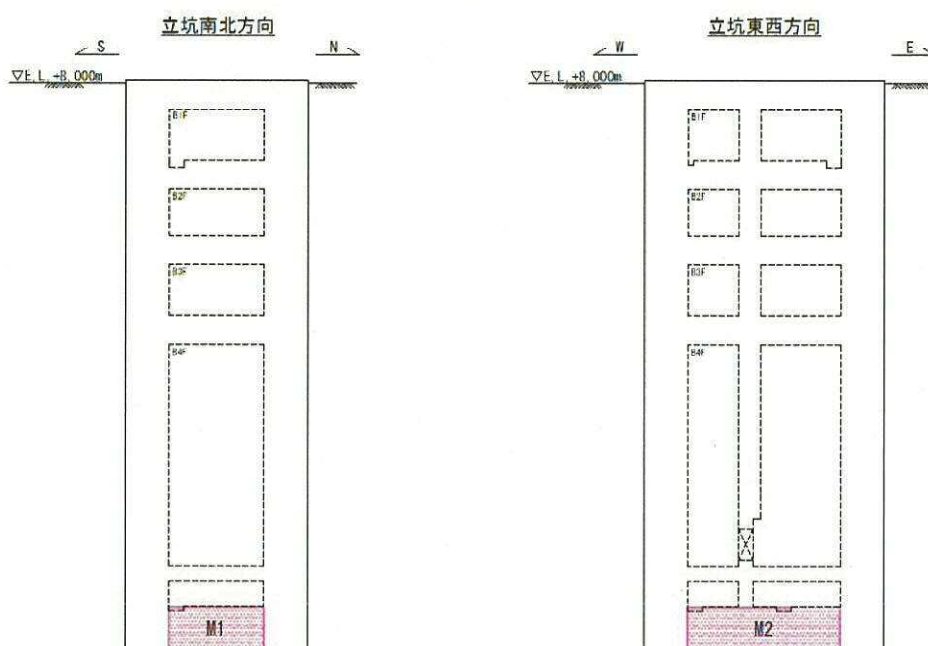 立坑南北方向
S
N
▽E.L.+8,000m
B1F
B2F
B3F
B4F
M1
立坑東西方向
W
E
▽E.L.+8,000m
B1F
B2F
B3F
B4F
M2